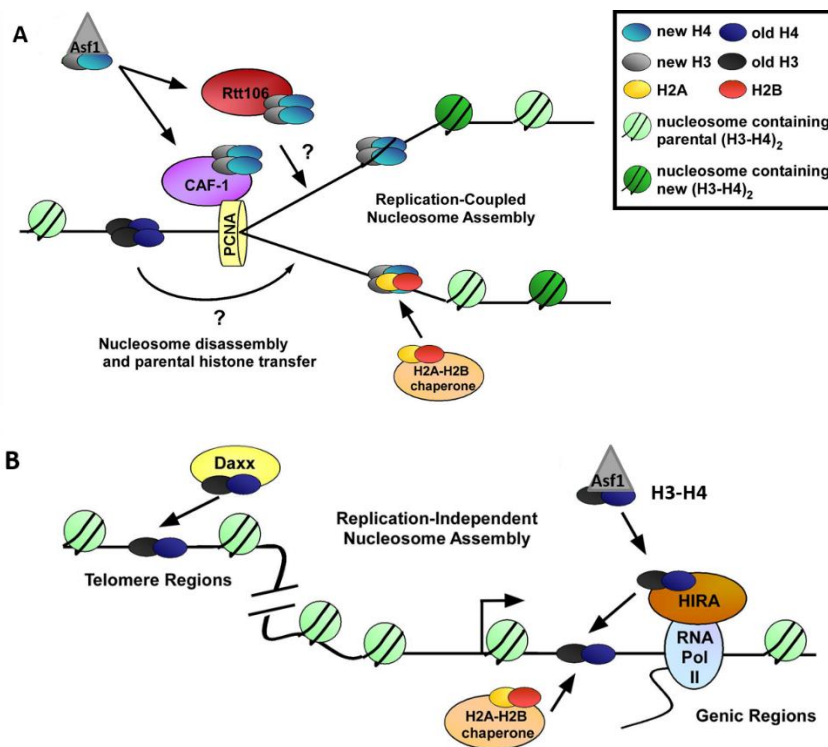 A
Asf1
Rtt106
?
CAF-1
PCNA
Replication-Coupled
Nucleosome Assembly
?
Nucleosome disassembly
and parental histone transfer
H2A-H2B
chaperone
new H4
old H4
new H3
old H3
H2A
H2B
nucleosome containing
parental (H3-H4)2
nucleosome containing
new (H3-H4)2
B
Daxx
Telomere Regions
Replication-Independent
Nucleosome Assembly
Asf1
H3-H4
HIRA
RNA
Pol
II
H2A-H2B
chaperone
Genic Regions